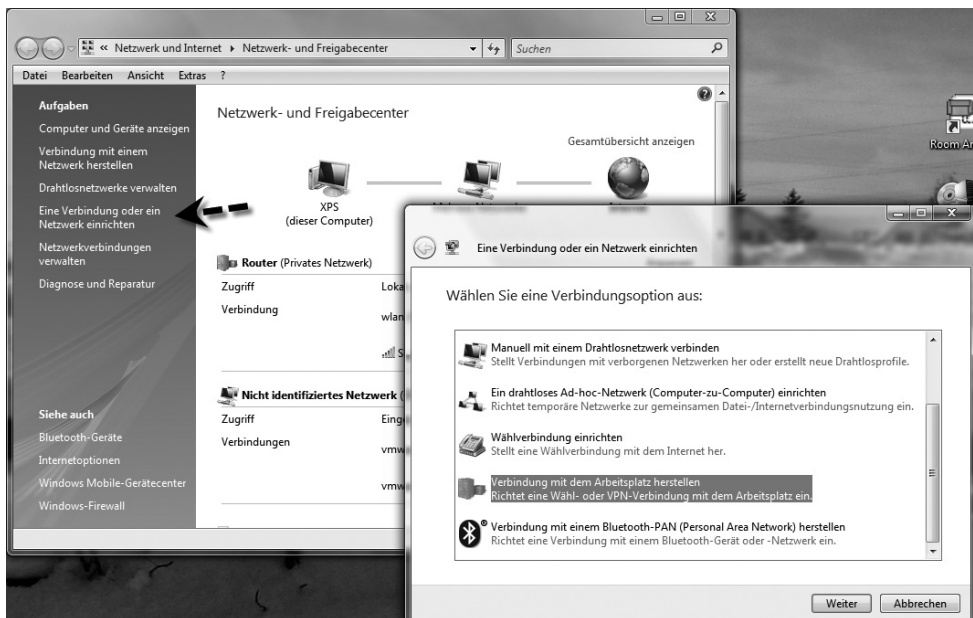 « Netzwerk und Internet ▸ Netzwerk- und Freigabecenter
Suchen
Datei Bearbeiten Ansicht Extras ?
Aufgaben
Computer und Geräte anzeigen
Verbindung mit einem
Netzwerk herstellen
Drahtlosnetzwerke verwalten
Eine Verbindung oder ein
Netzwerk einrichten
Netzwerkverbindungen
verwalten
Diagnose und Reparatur
Siehe auch
Bluetooth-Geräte
Internetoptionen
Windows Mobile-Gerätecenter
Windows-Firewall
Netzwerk- und Freigabecenter
Gesamtübersicht anzeigen
XPS
(dieser Computer)
Router (Privates Netzwerk)
Zugriff
Verbindung
Nicht identifiziertes Netzwerk (
Zugriff
Verbindungen
Room
Eine Verbindung oder ein Netzwerk einrichten
Wählen Sie eine Verbindungsoption aus:
Manuell mit einem Drahtlosnetzwerk verbinden
Stellt Verbindungen mit verborgenen Netzwerken her oder erstellt neue Drahtlosprofile.
Ein drahtloses Ad-hoc-Netzwerk (Computer-zu-Computer) einrichten
Richtet temporäre Netzwerke zur gemeinsamen Datei-/Internetverbindungsnutzung ein.
Wählverbindung einrichten
Stellt eine Wählverbindung mit dem Internet her.
Verbindung mit dem Arbeitsplatz herstellen
Richtet eine Wähl- oder VPN-Verbindung mit dem Arbeitsplatz ein.
Verbindung mit einem Bluetooth-PAN (Personal Area Network) herstellen
Richtet eine Verbindung mit einem Bluetooth-Gerät oder -Netzwerk ein.
Weiter
Abbrechen